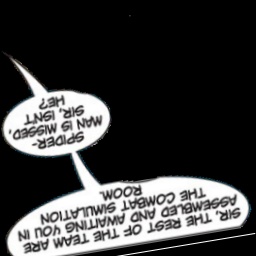 SIR, THE REST OF THE TEAM ARE
ASSEMBLED AND AWAITING YOU IN
THE COMBAT SIMULATION
ROOM.
SPIDER-
MAN IS MISSED,
SIR, ISN'T
HE?